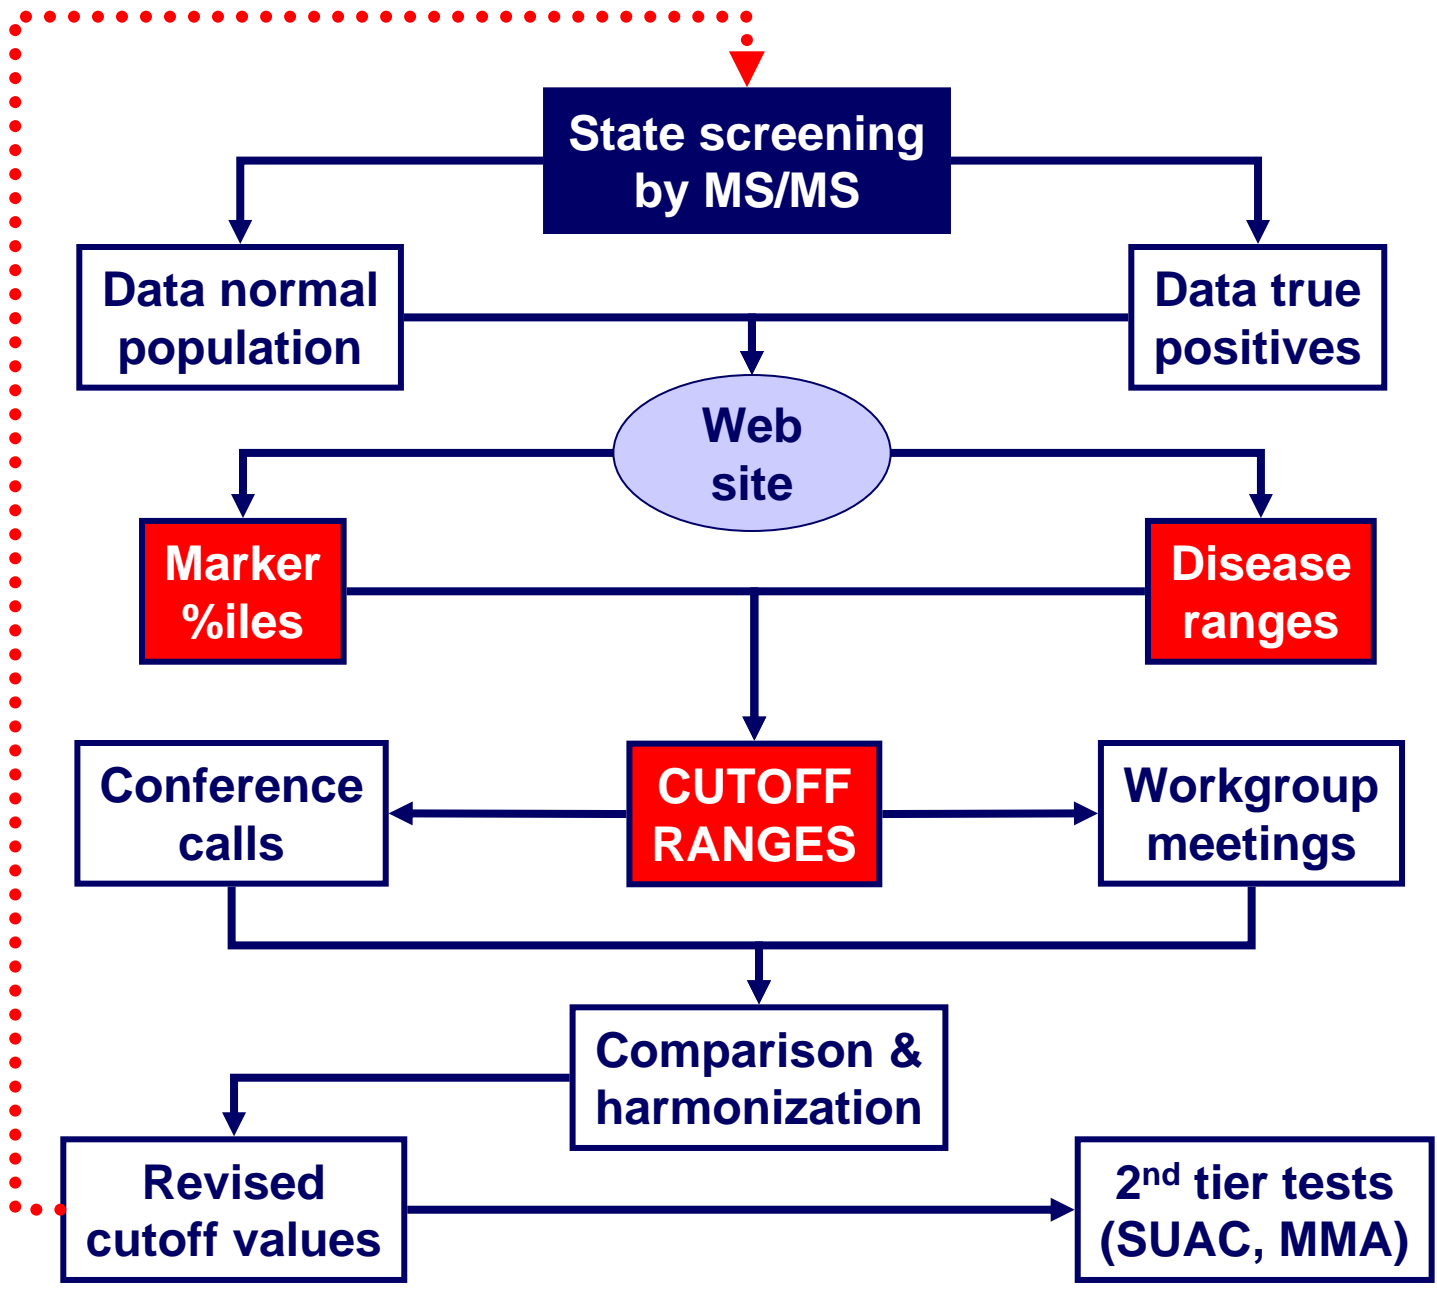 State screening
by MS/MS
Data normal
population
Data true
positives
Web
site
Marker
%iles
Disease
ranges
Conference
calls
CUTOFF
RANGES
Workgroup
meetings
Comparison &
harmonization
Revised
cutoff values
2nd tier tests
(SUAC, MMA)